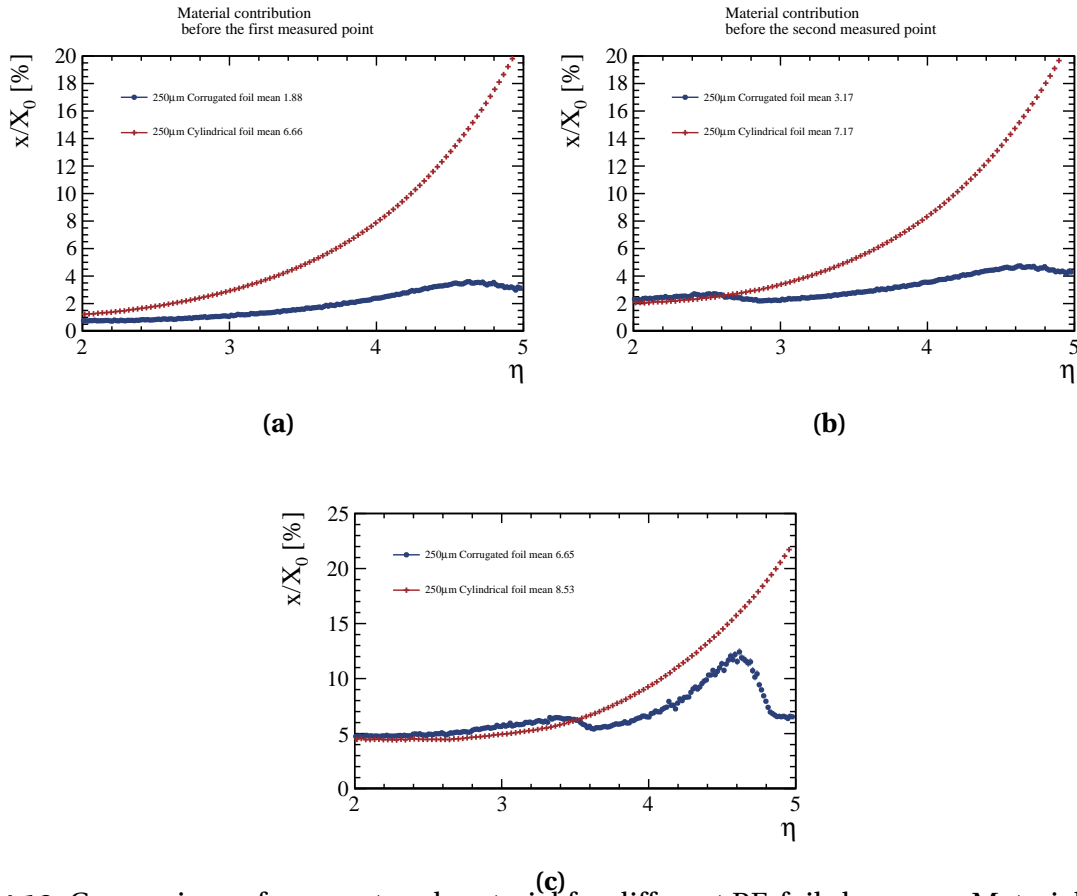 Material contribution
before the first measured point
x/X0 [%]
20
18
16
14
12
10
8
6
4
2
0
250μm Corrugated foil mean 1.88
250μm Cylindrical foil mean 6.66
2 3 4 5
η
(a)
Material contribution
before the second measured point
x/X0 [%]
20
18
16
14
12
10
8
6
4
2
0
250μm Corrugated foil mean 3.17
250μm Cylindrical foil mean 7.17
2 3 4 5
η
(b)
x/X0 [%]
25
20
15
10
5
0
250μm Corrugated foil mean 6.65
250μm Cylindrical foil mean 8.53
2 3 4 5
η
(c)